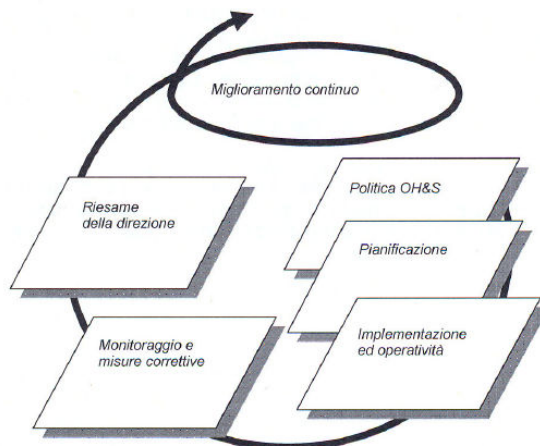 Miglioramento continuo
Politica OH&S
Pianificazione
Implementazione
ed operatività
Monitoraggio e
misure correttive
Riesame
della direzione